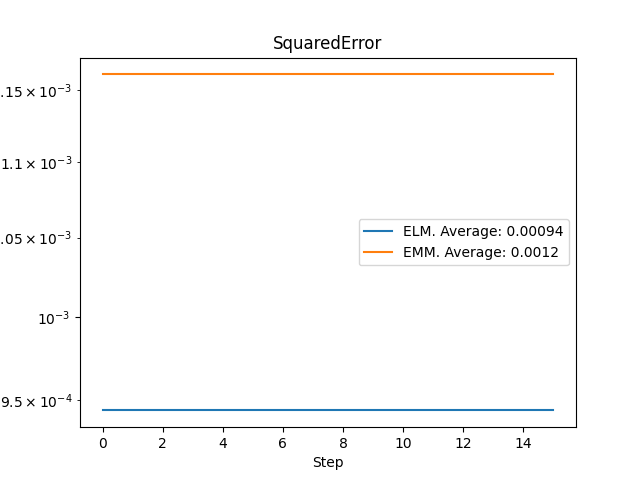 SquaredError
.15 × 10⁻³
1.1 × 10⁻³
.05 × 10⁻³
10⁻³
9.5 × 10⁻⁴
ELM. Average: 0.00094
EMM. Average: 0.0012
0 2 4 6 8 10 12 14
Step